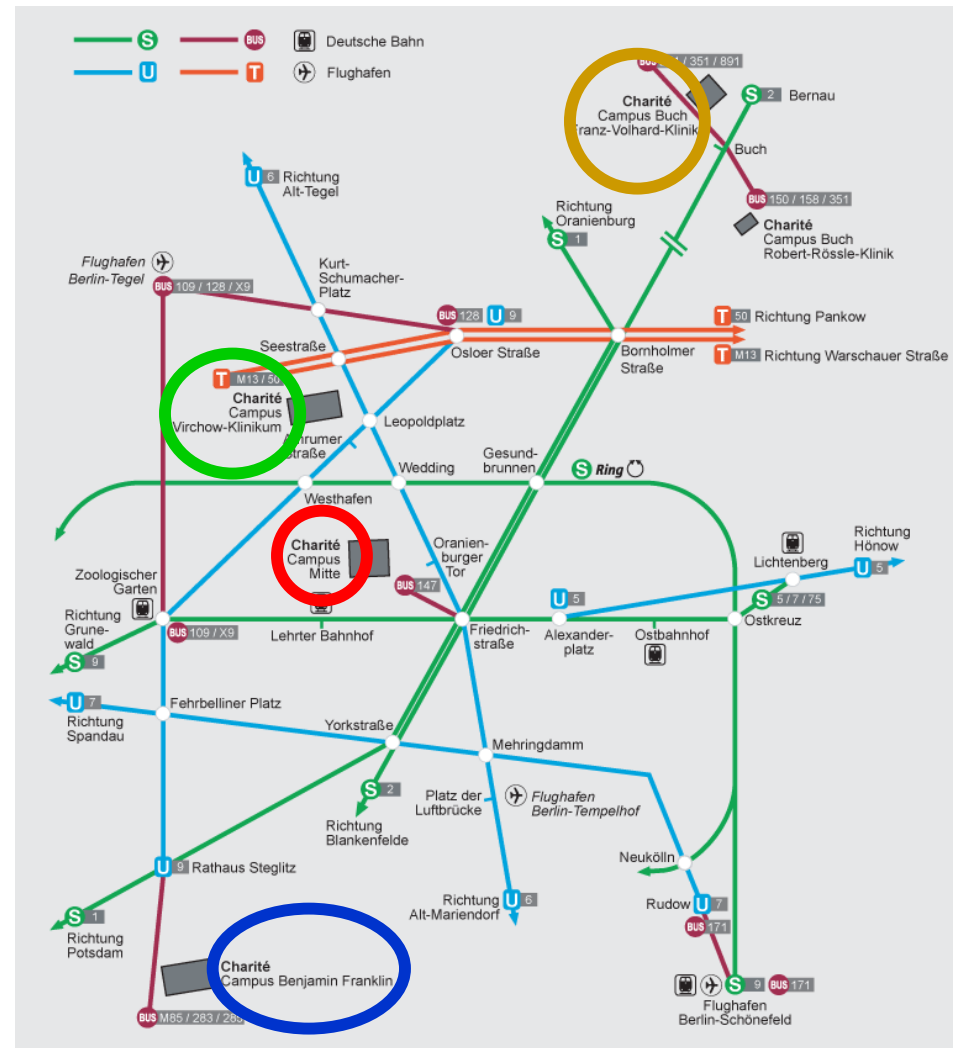 S BUS Deutsche Bahn
U T Flughafen
BUS / 351 / 891
Charité
Campus Buch
Franz-Volhard-Klinik
S 2 Bernau
Buch
BUS 150 / 158 / 351
Charité
Campus Buch
Robert-Rössle-Klinik
U 6 Richtung
Alt-Tegel
Richtung
Oranienburg
S 1
Flughafen
Berlin-Tegel
BUS 109 / 128 / X9
Kurt-
Schumacher-
Platz
BUS 128 U 9
T 50 Richtung Pankow
Seestraße
Osloer Straße
Bornholmer
Straße
T M13 Richtung Warschauer Straße
T M13 / 50
Charité
Campus
Virchow-Klinikum
Amrumer
Straße
Leopoldplatz
Wedding
Gesund-
brunnen
S Ring
Westhafen
Charité
Campus
Mitte
Oranien-
burger
Tor
BUS 147
Lichtenberg
Richtung
Hönow
U 5
Zoologischer
Garten
U 5
S 5 / 7 / 75
Richtung
Grune-
wald
S 9
BUS 109 / X9
Lehrter Bahnhof
Friedrich-
straße
Alexander-
platz
Ostbahnhof
Ostkreuz
U 7
Richtung
Spandau
Fehrbelliner Platz
Yorkstraße
Mehringdamm
S 2
Richtung
Blankenfelde
Platz der
Luftbrücke
Flughafen
Berlin-Tempelhof
U 9 Rathaus Steglitz
Neukölln
S 1
Richtung
Potsdam
Richtung
Alt-Mariendorf
U 6
Rudow U 7
BUS 171
Charité
Campus Benjamin Franklin
BUS M85 / 283 /
S 9 BUS 171
Flughafen
Berlin-Schönefeld